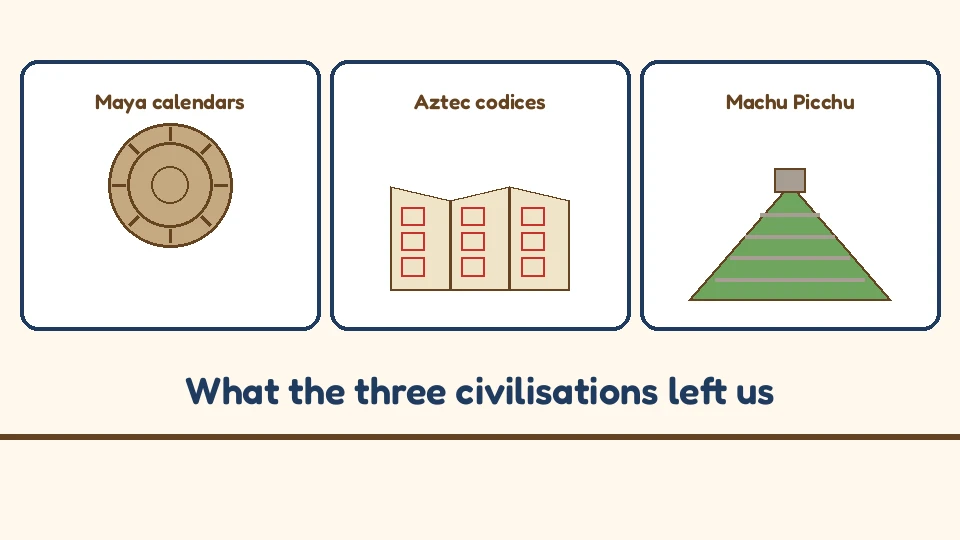 Maya calendars
Aztec codices
Machu Picchu
What the three civilisations left us